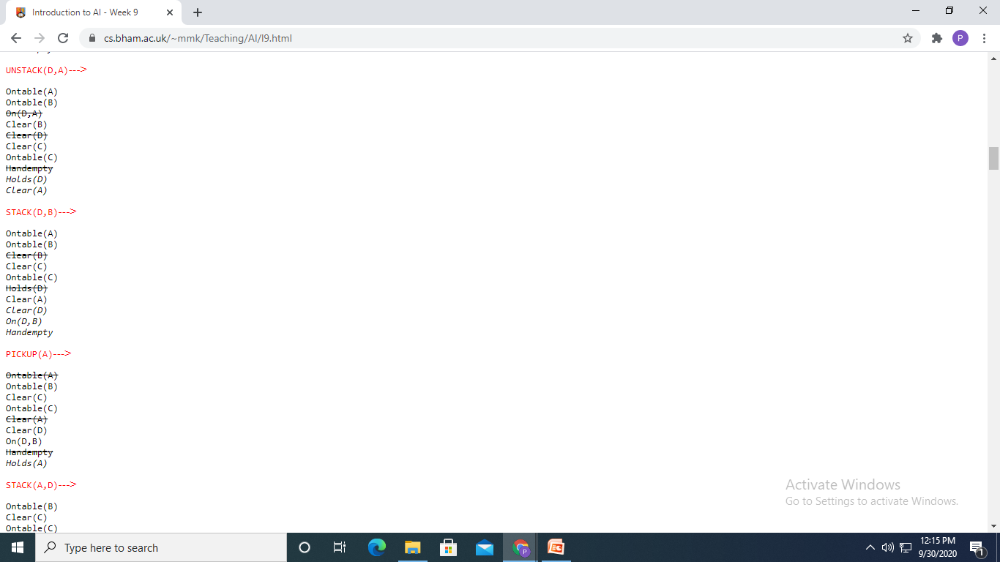 Introduction to AI - Week 9
cs.bham.ac.uk/~mmk/Teaching/AI/l9.html
P
UNSTACK(D,A)--->
Ontable(A)
Ontable(B)
On(D,A)
Clear(B)
Clear(D)
Clear(C)
Ontable(C)
Handempty
Holds(D)
Clear(A)
STACK(D,B)--->
Ontable(A)
Ontable(B)
Clear(B)
Clear(C)
Ontable(C)
Holds(D)
Clear(A)
Clear(D)
On(D,B)
Handempty
PICKUP(A)--->
Ontable(A)
Ontable(B)
Clear(C)
Ontable(C)
Clear(A)
Clear(D)
On(D,B)
Handempty
Holds(A)
STACK(A,D)--->
Ontable(B)
Clear(C)
Ontable(C)
Activate Windows
Go to Settings to activate Windows.
Type here to search
P
12:15 PM
9/30/2020
1